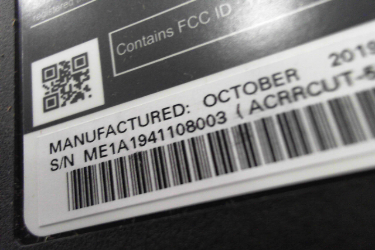 Contains FCC ID
MANUFACTURED: OCTOBER 2019
S/N ME1A1941108003 (ACRRCUT-